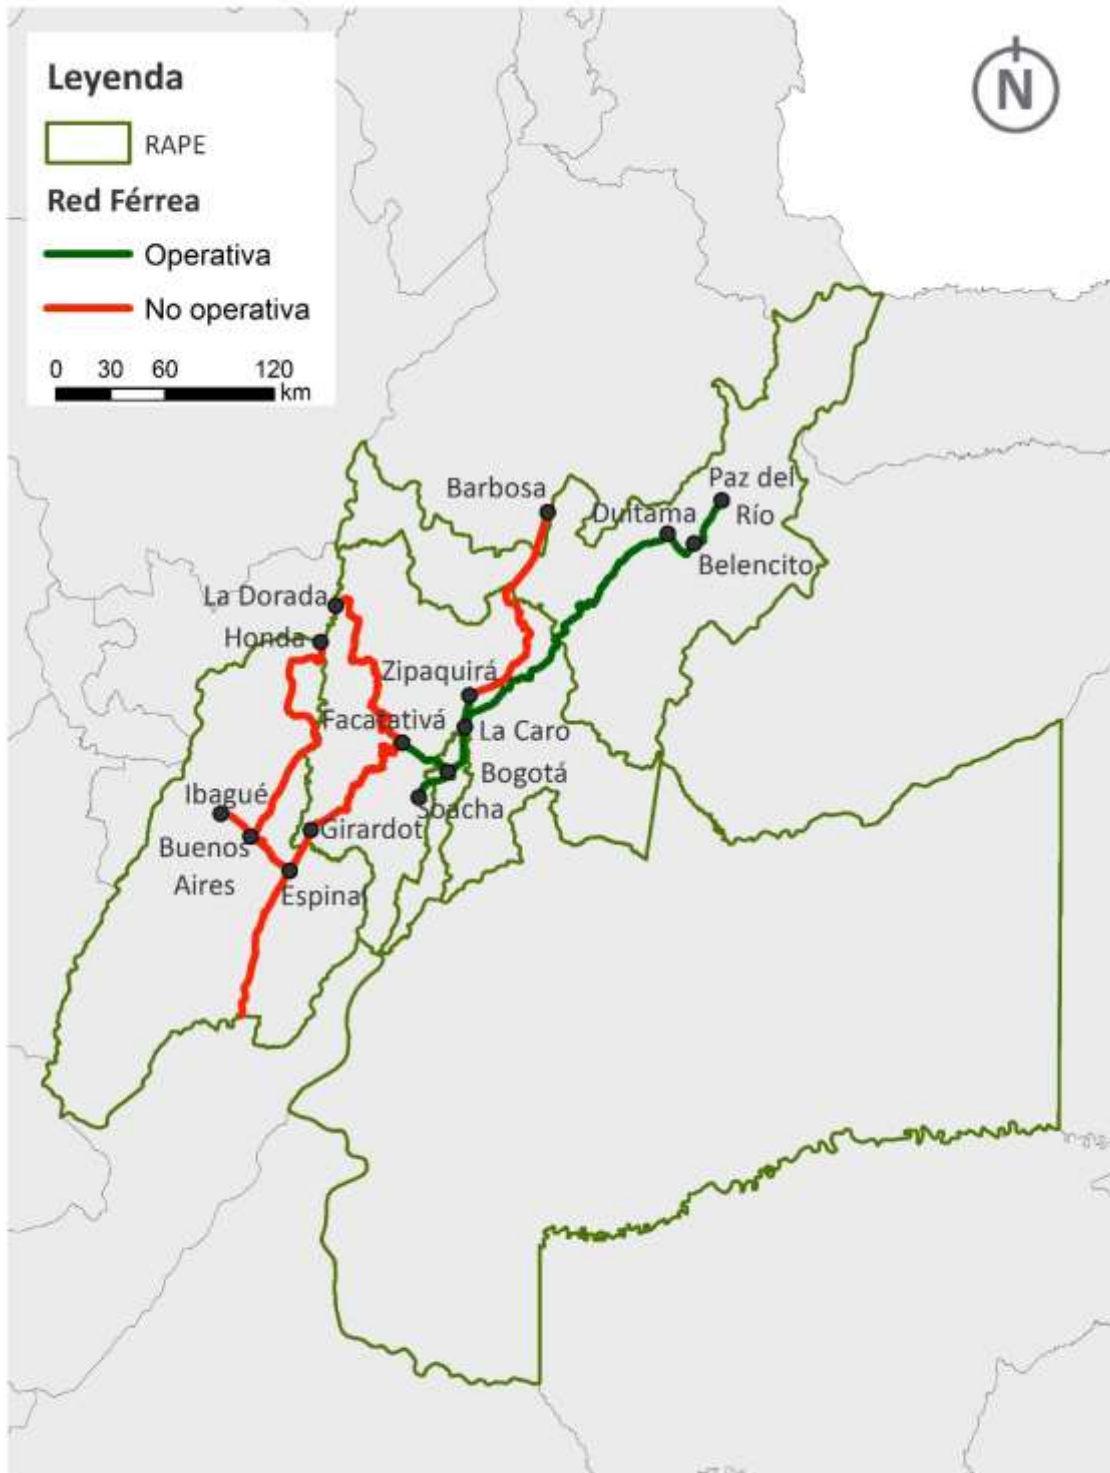 Leyenda
RAPE
Red Férrea
Operativa
No operativa
0 30 60 120
km
N
Barbosa
Paz del
Río
Duitama
Belencito
La Dorada
Honda
Zipaquirá
Facatativá
La Caro
Bogotá
Soacha
Ibagué
Girardot
Buenos
Aires
Espinal